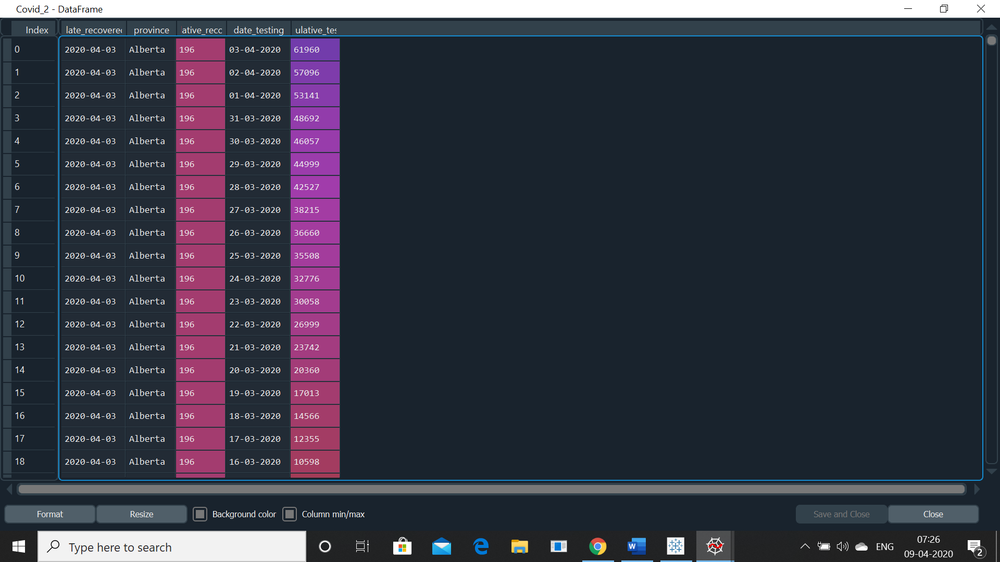 Covid_2 - DataFrame
Index late_recovered province ative_recc date_testing ulative_tes
0 2020-04-03 Alberta 196 03-04-2020 61960
1 2020-04-03 Alberta 196 02-04-2020 57096
2 2020-04-03 Alberta 196 01-04-2020 53141
3 2020-04-03 Alberta 196 31-03-2020 48692
4 2020-04-03 Alberta 196 30-03-2020 46057
5 2020-04-03 Alberta 196 29-03-2020 44999
6 2020-04-03 Alberta 196 28-03-2020 42527
7 2020-04-03 Alberta 196 27-03-2020 38215
8 2020-04-03 Alberta 196 26-03-2020 36660
9 2020-04-03 Alberta 196 25-03-2020 35508
10 2020-04-03 Alberta 196 24-03-2020 32776
11 2020-04-03 Alberta 196 23-03-2020 30058
12 2020-04-03 Alberta 196 22-03-2020 26999
13 2020-04-03 Alberta 196 21-03-2020 23742
14 2020-04-03 Alberta 196 20-03-2020 20360
15 2020-04-03 Alberta 196 19-03-2020 17013
16 2020-04-03 Alberta 196 18-03-2020 14566
17 2020-04-03 Alberta 196 17-03-2020 12355
18 2020-04-03 Alberta 196 16-03-2020 10598
Format Resize Background color Column min/max Save and Close Close
Type here to search
W
ENG
07:26
09-04-2020
2